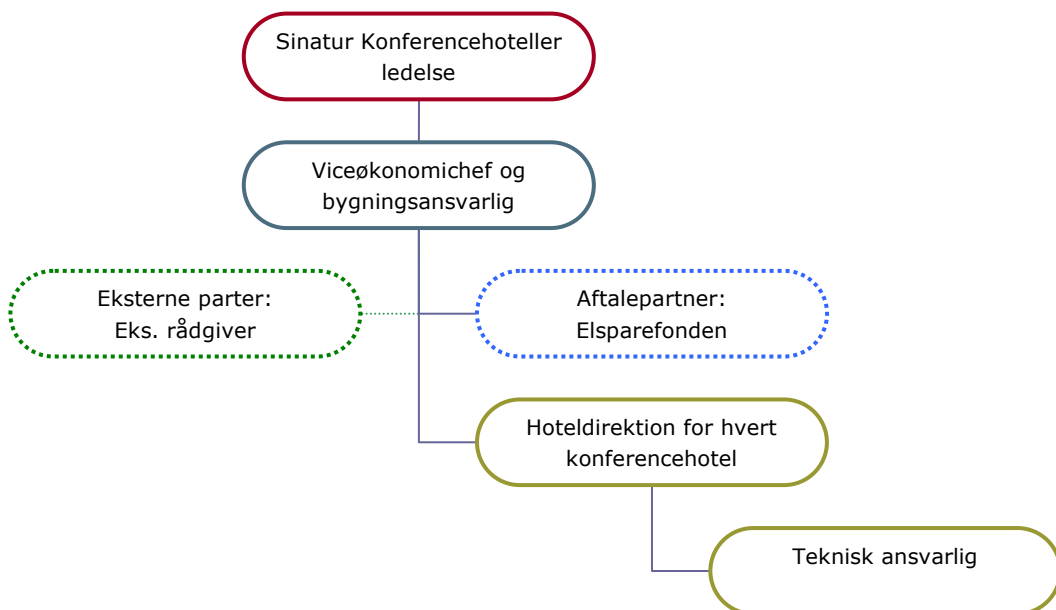 Sinatur Konferencehoteller
ledelse
Viceøkonomichef og
bygningsansvarlig
Eksterne parter:
Eks. rådgiver
Aftalepartner:
Elsparefonden
Hoteldirektion for hvert
konferencehotel
Teknisk ansvarlig